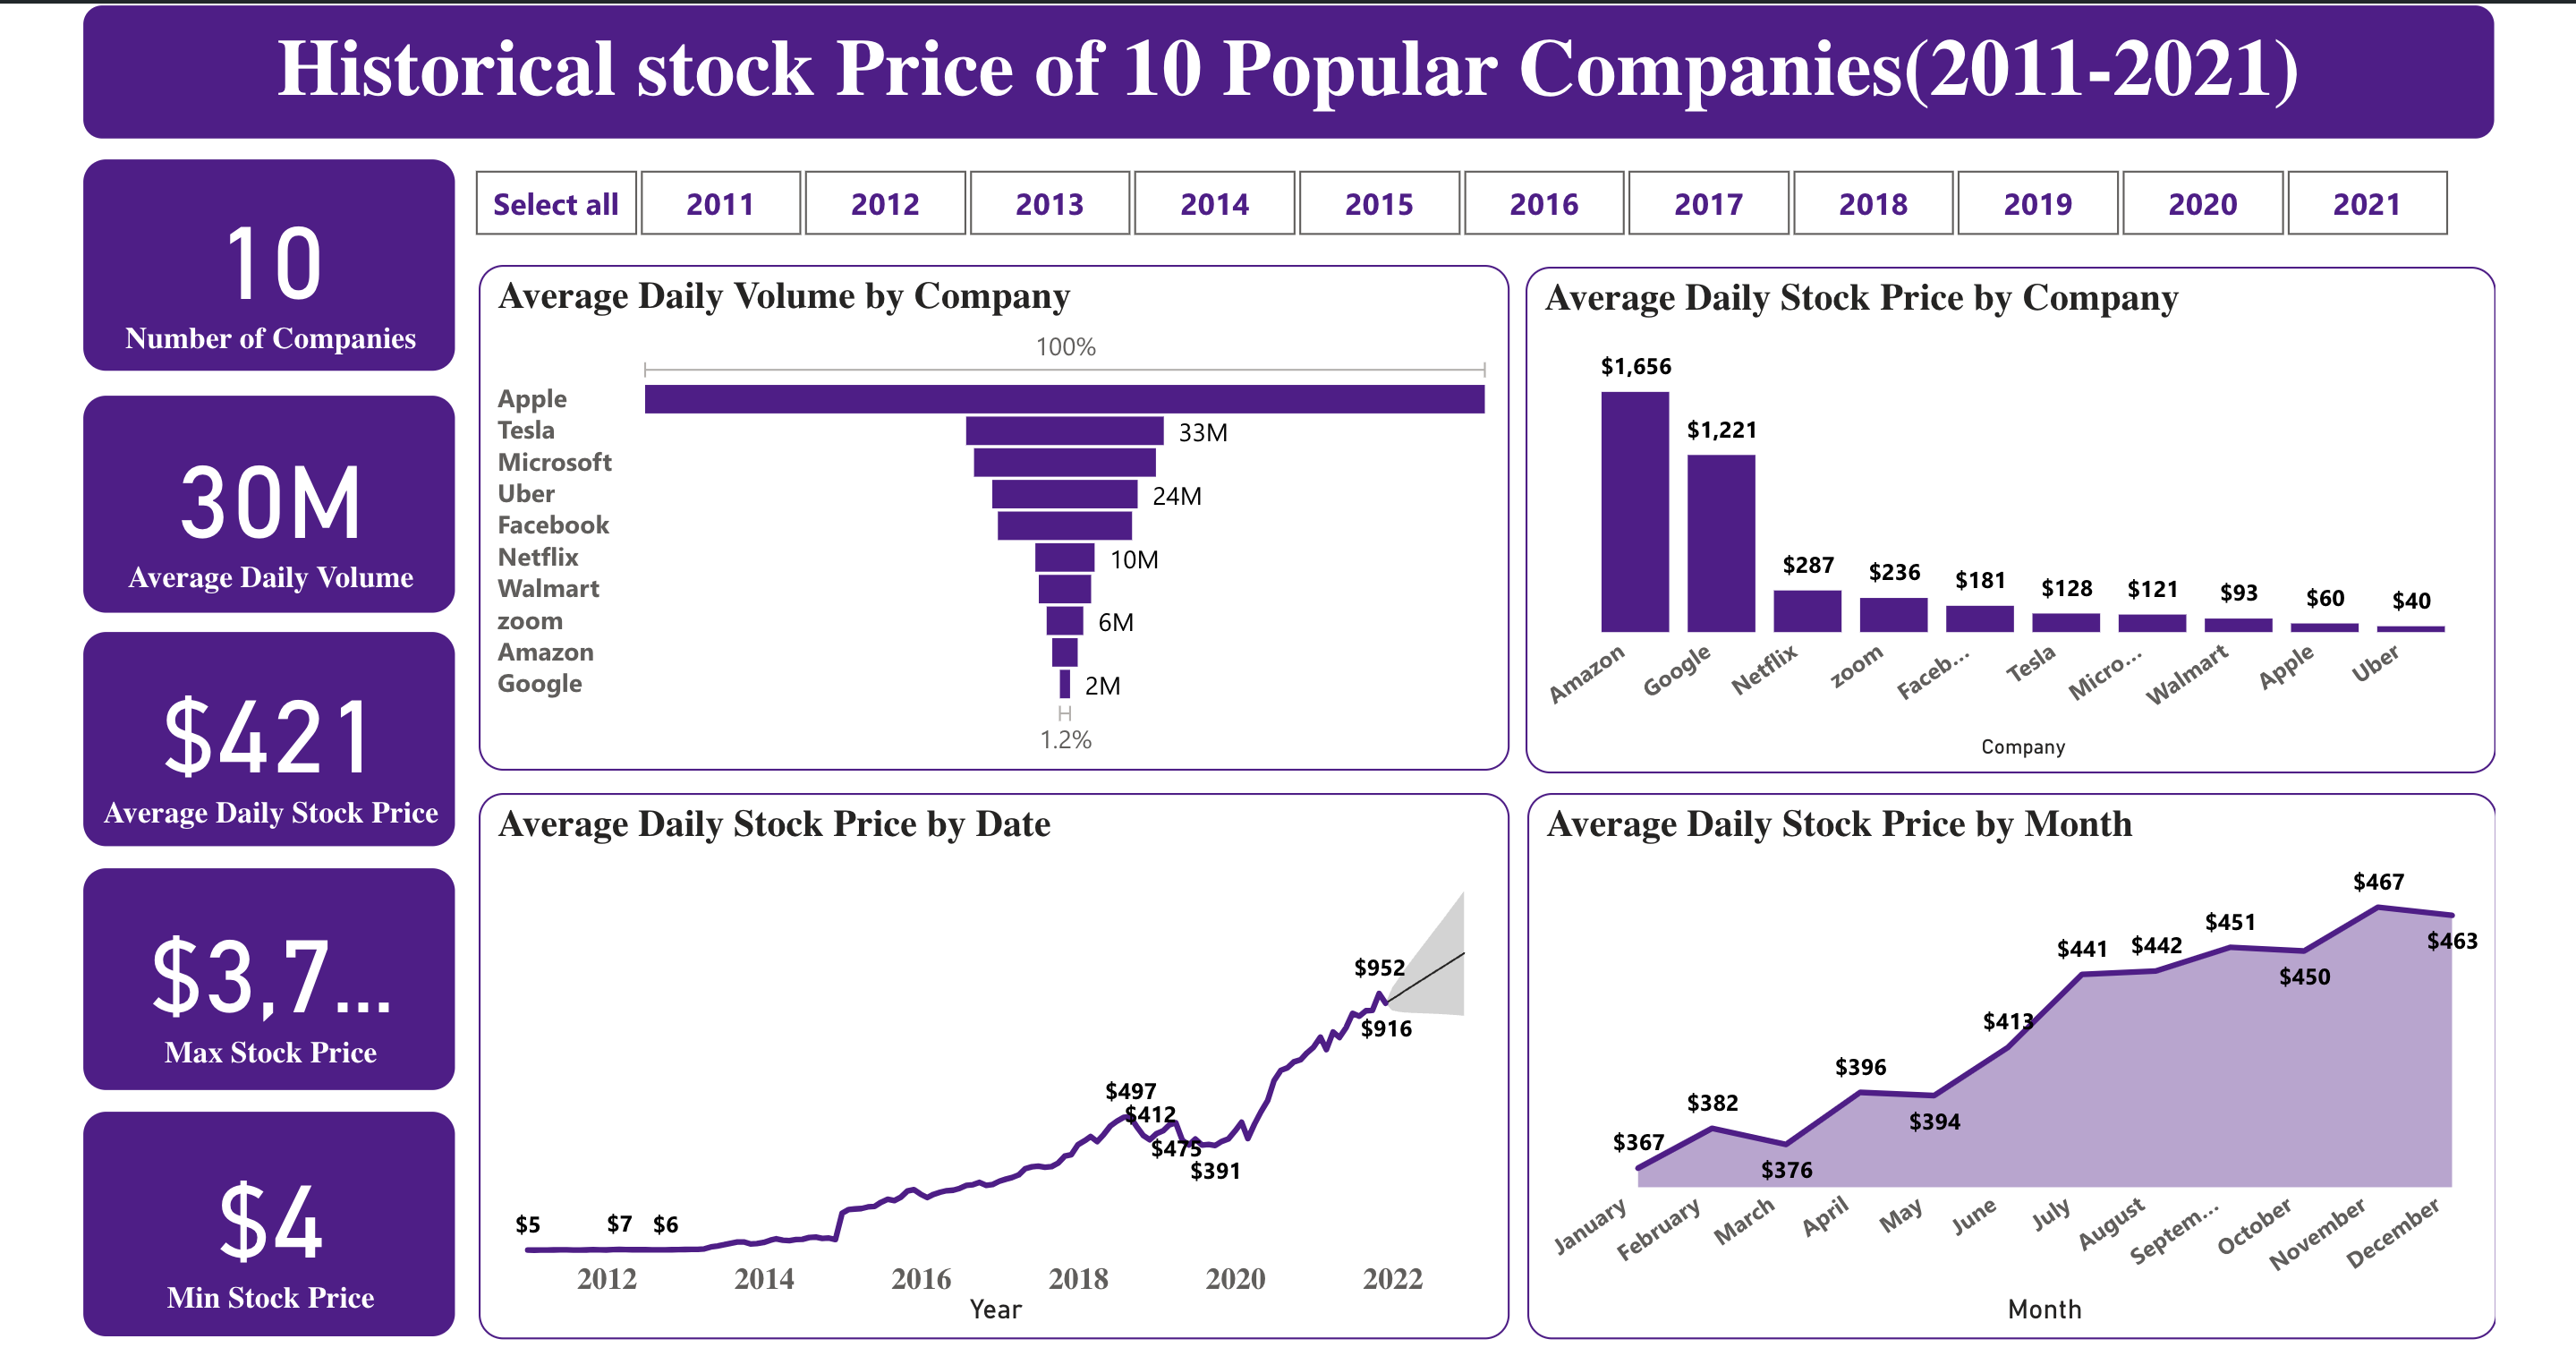 Historical stock Price of 10 Popular Companies(2011-2021)
10
Number of Companies
30M
Average Daily Volume
$421
Average Daily Stock Price
$3,7...
Max Stock Price
$4
Min Stock Price
Select all 2011 2012 2013 2014 2015 2016 2017 2018 2019 2020 2021
Average Daily Volume by Company
100%
Apple
Tesla 33M
Microsoft
Uber 24M
Facebook
Netflix 10M
Walmart
zoom 6M
Amazon
Google 2M
1.2%
Average Daily Stock Price by Company
$1,656 $1,221 $287 $236 $181 $128 $121 $93 $60 $40
Amazon Google Netflix zoom Faceb... Tesla Micro... Walmart Apple Uber
Company
Average Daily Stock Price by Date
$952
$916
$497
$412
$475
$391
$5 $7 $6
2012 2014 2016 2018 2020 2022
Year
Average Daily Stock Price by Month
$367 $382 $376 $396 $394 $413 $441 $442 $451 $450 $467 $463
January February March April May June July August Septem... October November December
Month